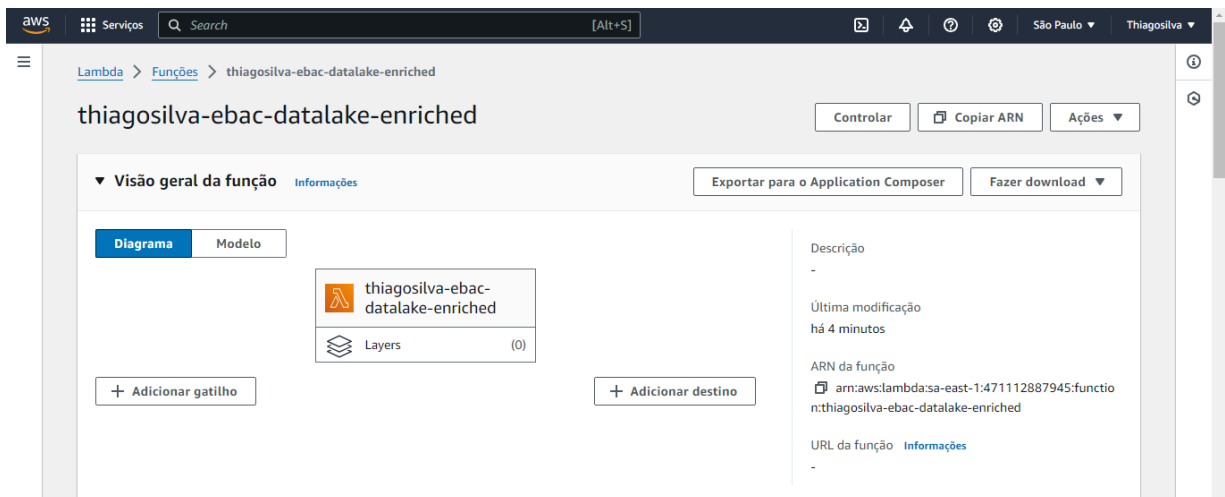 aws
Serviços
Search
[Alt+S]
São Paulo
Thiagosilva
Lambda > Funções > thiagosilva-ebac-datalake-enriched
thiagosilva-ebac-datalake-enriched
Controlar
Copiar ARN
Ações
Visão geral da função
Informações
Exportar para o Application Composer
Fazer download
Diagrama
Modelo
thiagosilva-ebac-
datalake-enriched
Layers
(0)
+ Adicionar gatilho
+ Adicionar destino
Descrição
-
Última modificação
há 4 minutos
ARN da função
arn:aws:lambda:sa-east-1:471112887945:functio
n:thiagosilva-ebac-datalake-enriched
URL da função
Informações
-